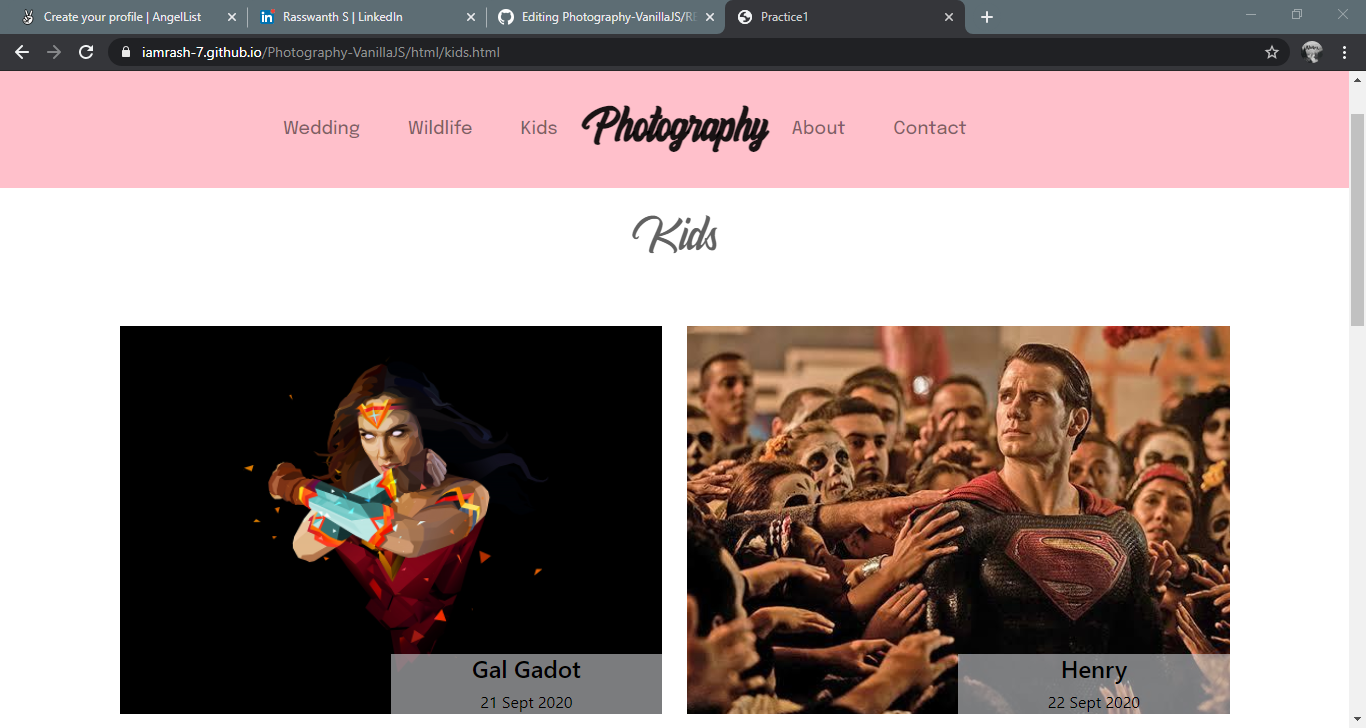 Create your profile | AngelList
Rasswanth S | LinkedIn
Editing Photography-VanillaJS/RE
Practice1
iamrash-7.github.io/Photography-VanillaJS/html/kids.html
Wedding Wildlife Kids Photography About Contact
Kids
Gal Gadot
21 Sept 2020
Henry
22 Sept 2020